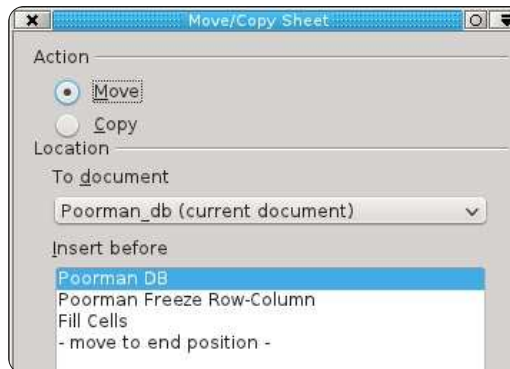 Move/Copy Sheet
Action
Move
Copy
Location
To document
Poorman_db (current document)
Insert before
Poorman DB
Poorman Freeze Row-Column
Fill Cells
- move to end position -